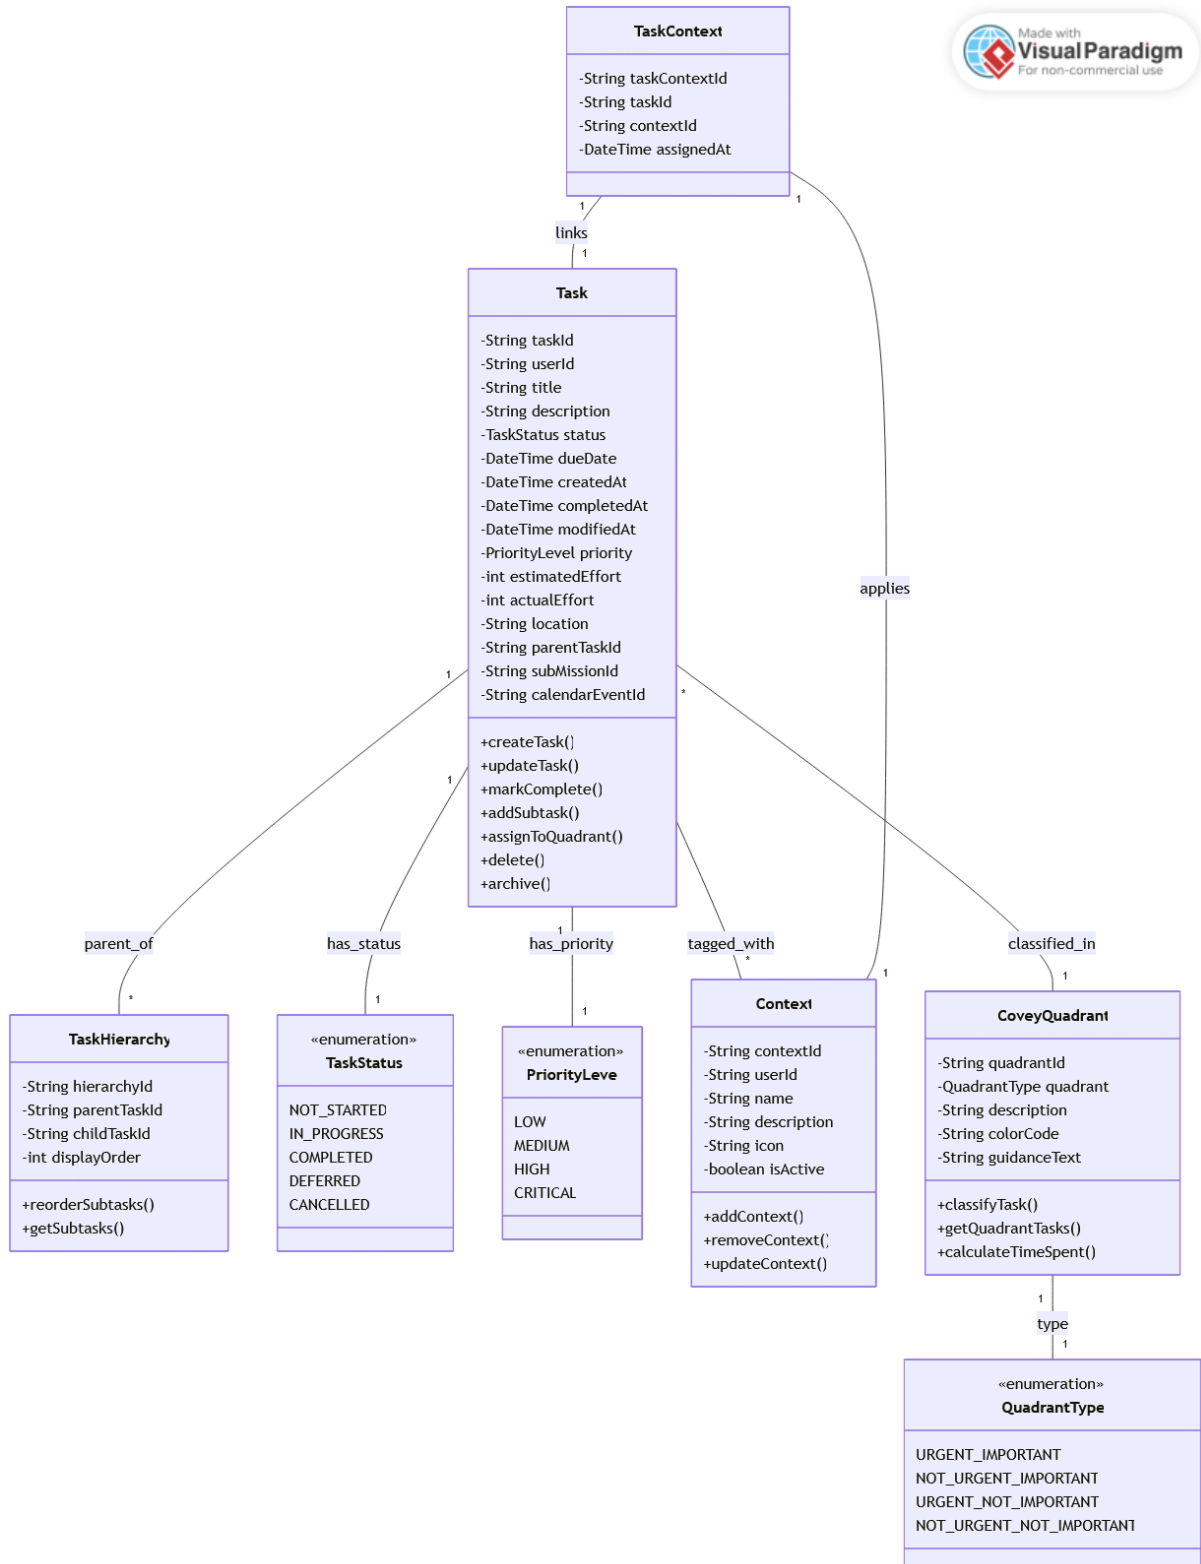 Made with
Visual Paradigm
For non-commercial use
TaskContext
-String taskContextId
-String taskId
-String contextId
-DateTime assignedAt
1
1
links
1
Task
-String taskId
-String userId
-String title
-String description
-TaskStatus status
-DateTime dueDate
-DateTime createdAt
-DateTime completedAt
-DateTime modifiedAt
-PriorityLevel priority
-int estimatedEffort
-int actualEffort
-String location
-String parentTaskId
-String subMissionId
-String calendarEventId
+createTask()
+updateTask()
+markComplete()
+addSubtask()
+assignToQuadrant()
+delete()
+archive()
applies
1
*
1
1
parent_of
has_status
has_priority
tagged_with
classified_in
*
1
1
*
1
1
TaskHierarchy
-String hierarchyId
-String parentTaskId
-String childTaskId
-int displayOrder
+reorderSubtasks()
+getSubtasks()
«enumeration»
TaskStatus
NOT_STARTED
IN_PROGRESS
COMPLETED
DEFERRED
CANCELLED
«enumeration»
PriorityLeve
LOW
MEDIUM
HIGH
CRITICAL
Context
-String contextId
-String userId
-String name
-String description
-String icon
-boolean isActive
+addContext()
+removeContext()
+updateContext()
CoveyQuadrant
-String quadrantId
-QuadrantType quadrant
-String description
-String colorCode
-String guidanceText
+classifyTask()
+getQuadrantTasks()
+calculateTimeSpent()
1
type
1
«enumeration»
QuadrantType
URGENT_IMPORTANT
NOT_URGENT_IMPORTANT
URGENT_NOT_IMPORTANT
NOT_URGENT_NOT_IMPORTANT